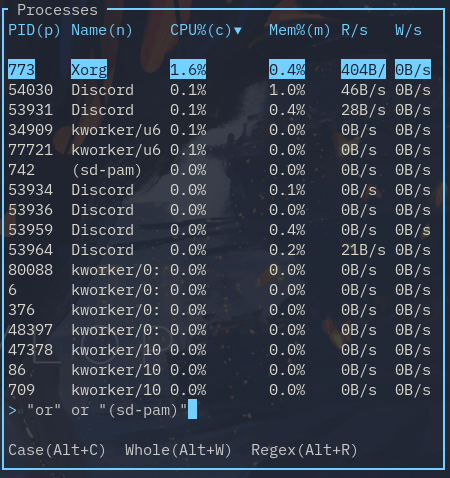 Processes
PID(p) Name(n) CPU%(c)▼ Mem%(m) R/s W/s
773 Xorg 1.6% 0.4% 404B/ 0B/s
54030 Discord 0.1% 1.0% 46B/s 0B/s
53931 Discord 0.1% 0.4% 28B/s 0B/s
34909 kworker/u6 0.1% 0.0% 0B/s 0B/s
77721 kworker/u6 0.1% 0.0% 0B/s 0B/s
742 (sd-pam) 0.0% 0.0% 0B/s 0B/s
53934 Discord 0.0% 0.1% 0B/s 0B/s
53936 Discord 0.0% 0.0% 0B/s 0B/s
53959 Discord 0.0% 0.4% 0B/s 0B/s
53964 Discord 0.0% 0.2% 21B/s 0B/s
80088 kworker/0: 0.0% 0.0% 0B/s 0B/s
6 kworker/0: 0.0% 0.0% 0B/s 0B/s
376 kworker/0: 0.0% 0.0% 0B/s 0B/s
48397 kworker/0: 0.0% 0.0% 0B/s 0B/s
47378 kworker/10 0.0% 0.0% 0B/s 0B/s
86 kworker/10 0.0% 0.0% 0B/s 0B/s
709 kworker/10 0.0% 0.0% 0B/s 0B/s
> "or" or "(sd-pam)"
Case(Alt+C) Whole(Alt+W) Regex(Alt+R)